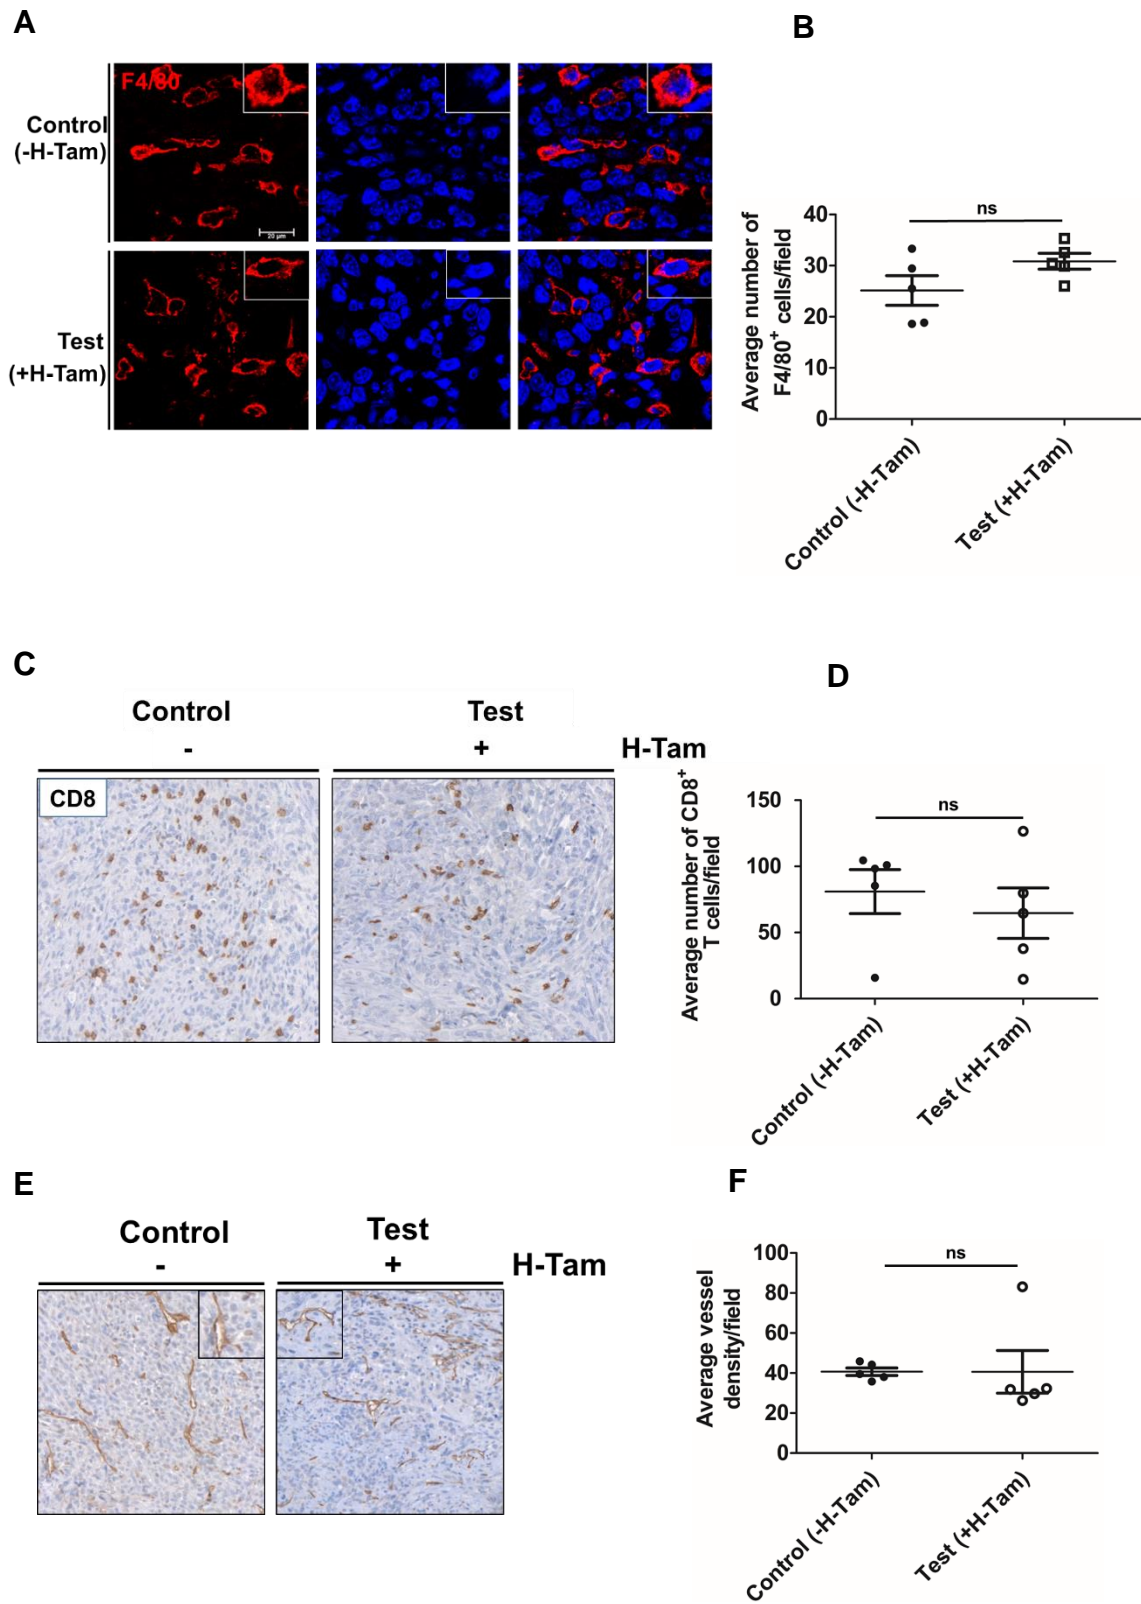 A
B
F4/80
Control
(-H-Tam)
20 µm
Test
(+H-Tam)
Average number of
F4/80+ cells/field
40
30
20
10
0
ns
Control (-H-Tam)
Test (+H-Tam)
C
D
Control
Test
-
+
H-Tam
CD8
Average number of CD8+
T cells/field
150
100
50
0
ns
Control (-H-Tam)
Test (+H-Tam)
E
F
Control
Test
-
+
H-Tam
Average vessel
density/field
100
80
60
40
20
0
ns
Control (-H-Tam)
Test (+H-Tam)